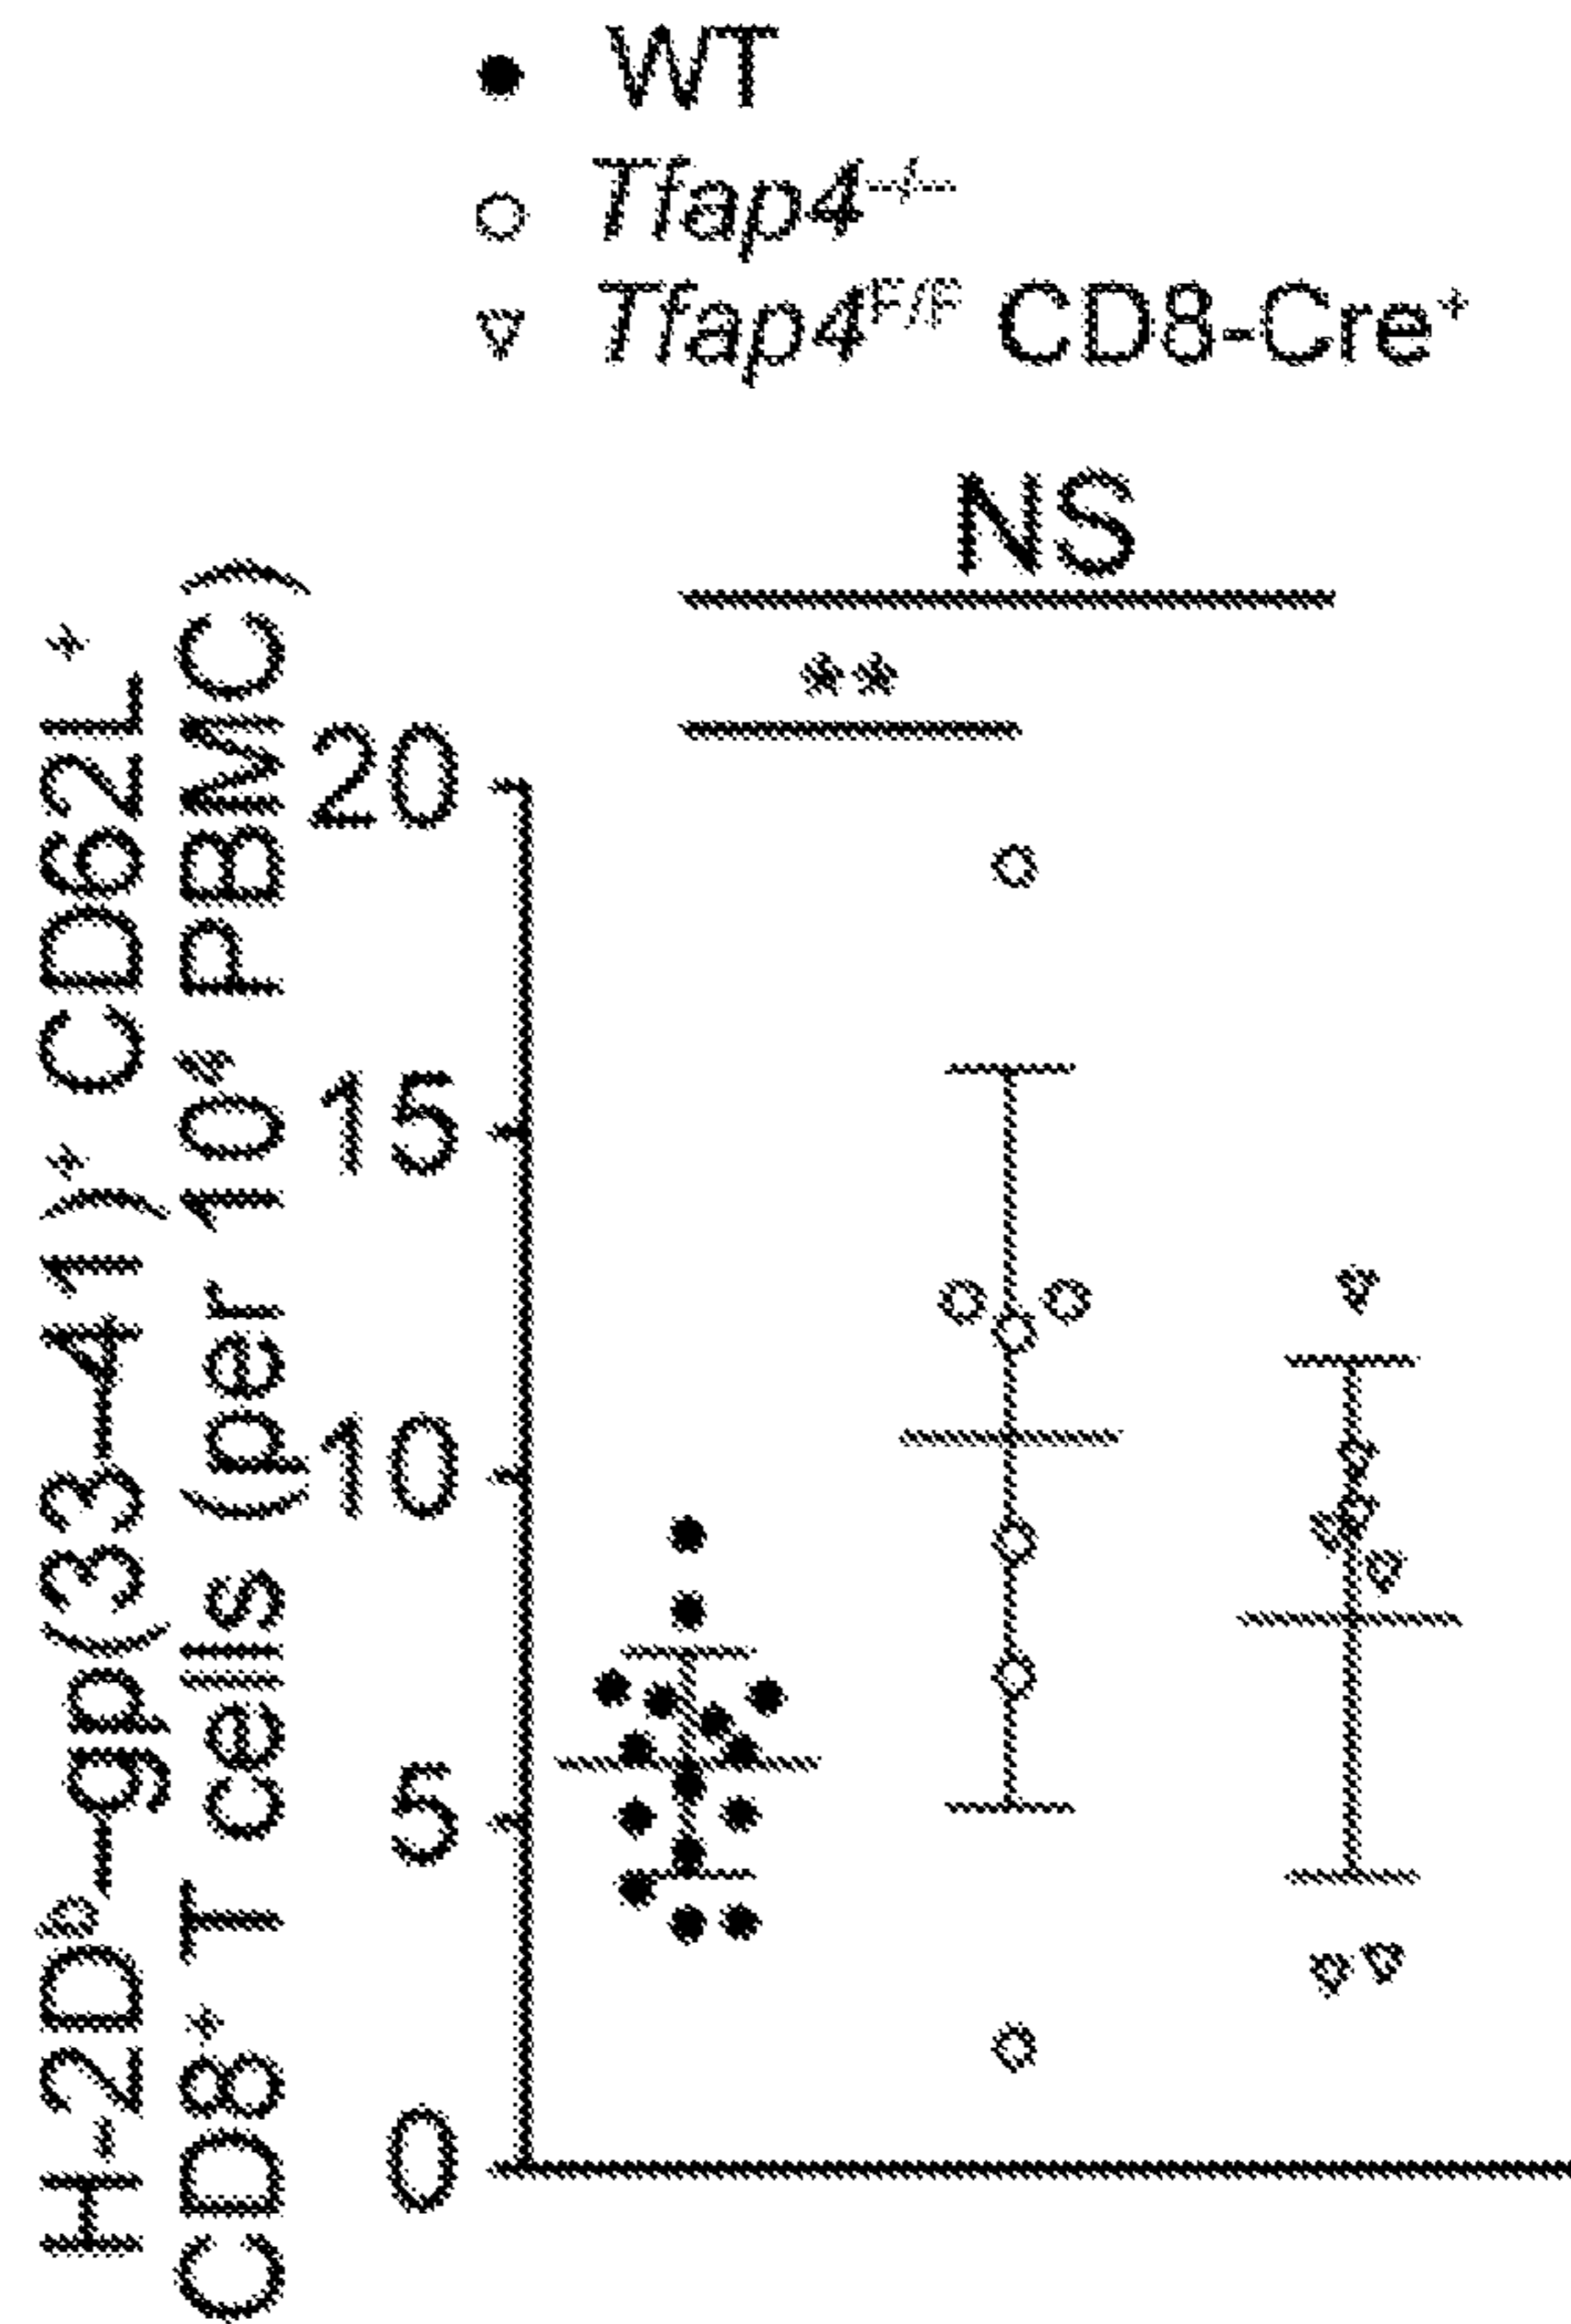 WT
Tfap4–/–
Tfap4F/F CD8-Cre+
NS
**
H-2Db–gp(33–41)+ CD62L+
CD8+ T cells (per 104 PBMC)
20
15
10
5
0